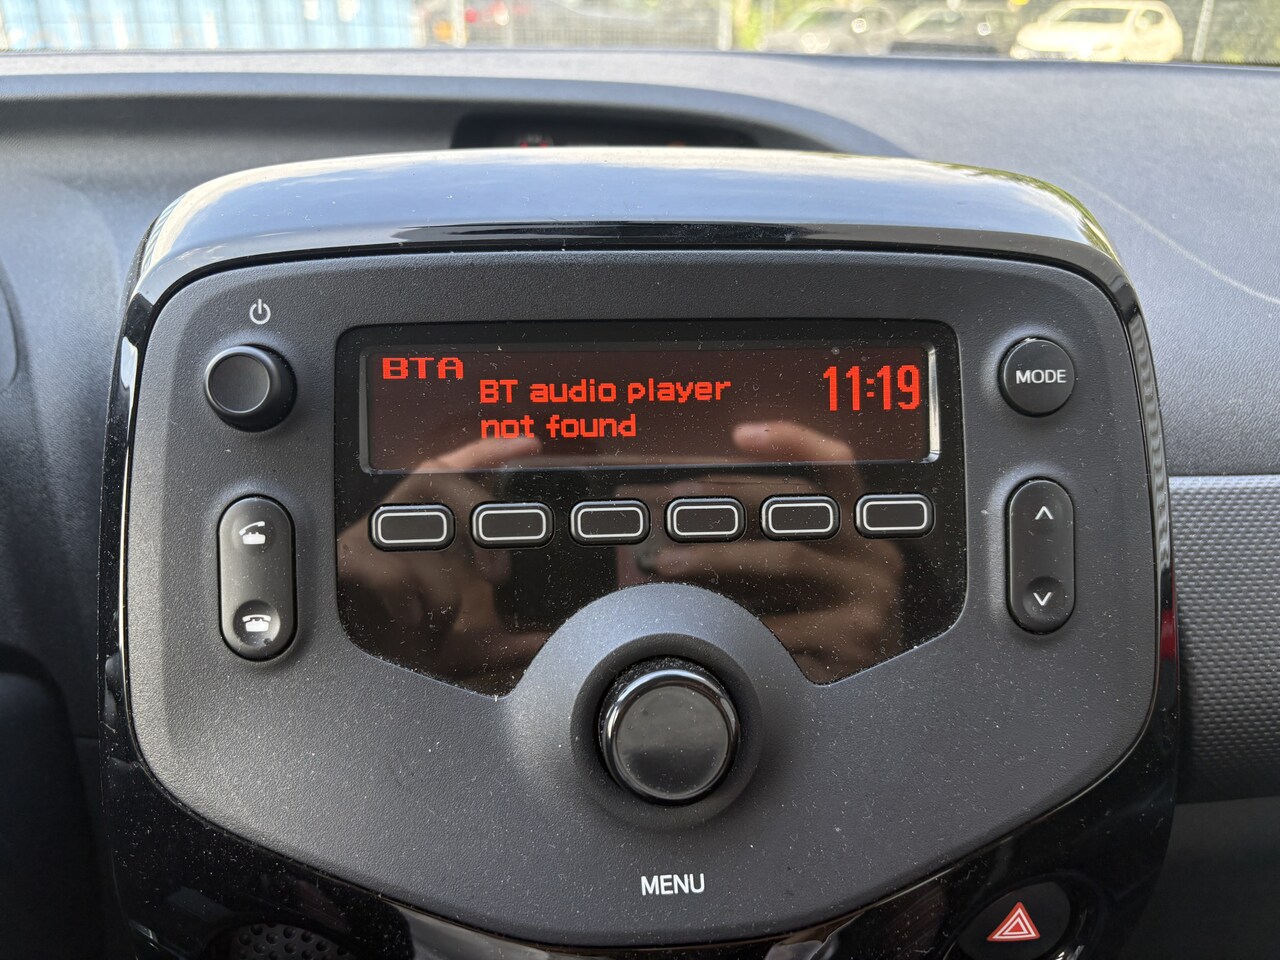 BTA
BT audio player
not found
11:19
MODE
MENU